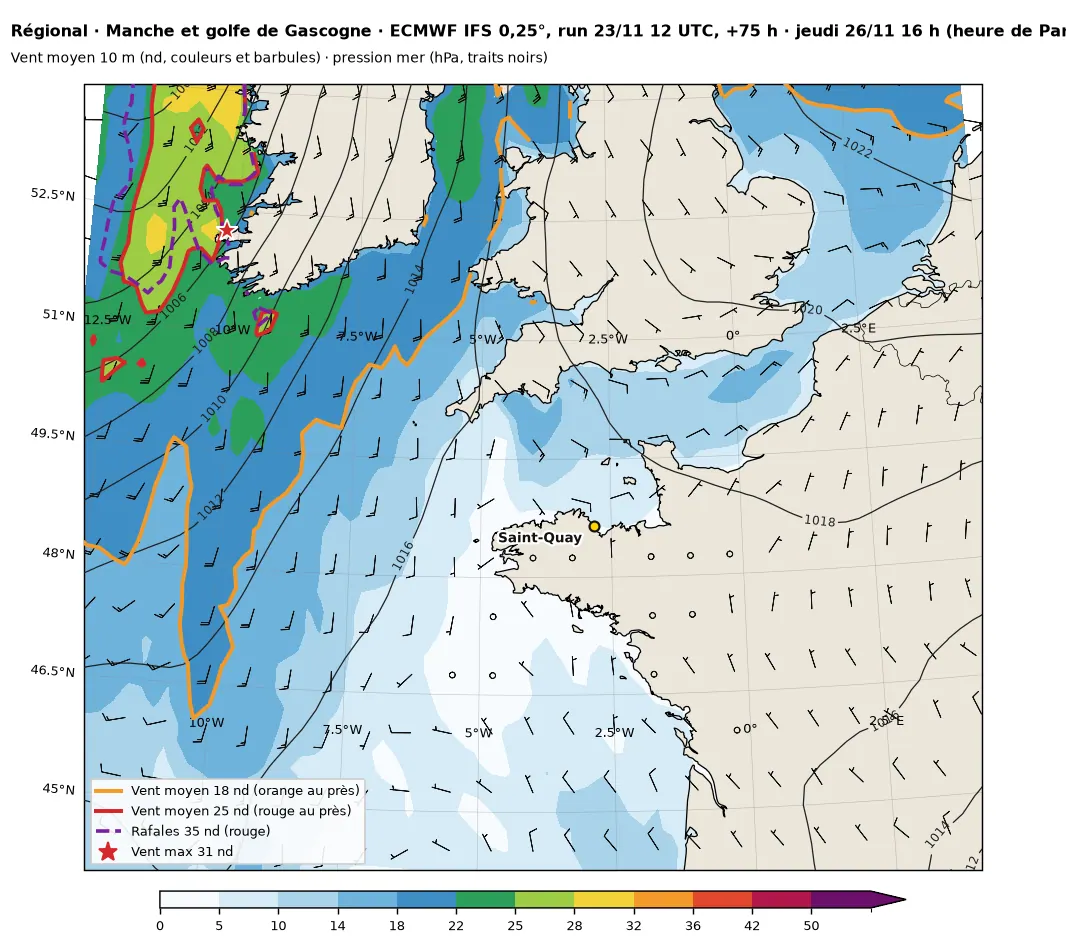 Régional · Manche et golfe de Gascogne · ECMWF IFS 0,25°, run 23/11 12 UTC, +75 h · jeudi 26/11 16 h (heure de Par
Vent moyen 10 m (nd, couleurs et barbules) · pression mer (hPa, traits noirs)
1022
52.5°N
1014
1006
51°N
12.5°W
10°W
1008
7.5°W
5°W
2.5°W
0°
1020
2.5°E
1010
49.5°N
1012
1018
Saint-Quay
48°N
1016
46.5°N
10°W
7.5°W
5°W
2.5°W
0°
1016
2.5°E
45°N
1014
12
Vent moyen 18 nd (orange au près)
Vent moyen 25 nd (rouge au près)
Rafales 35 nd (rouge)
Vent max 31 nd
0 5 10 14 18 22 25 28 32 36 42 50